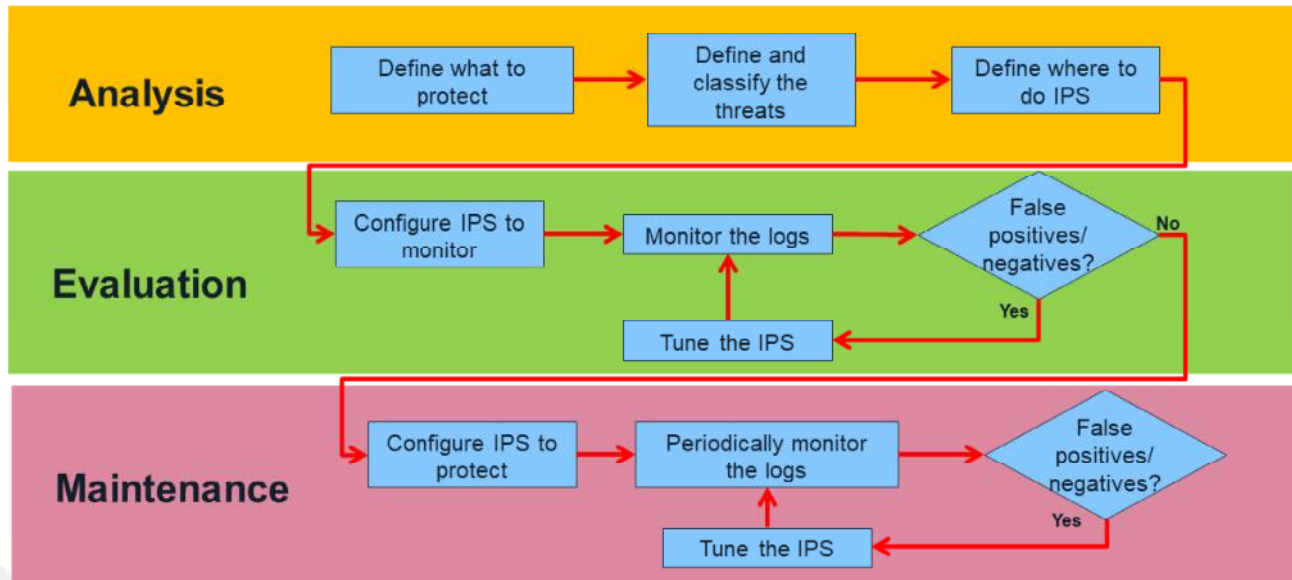 Analysis
Define what to
protect
Define and
classify the
threats
Define where to
do IPS
Evaluation
Configure IPS to
monitor
Monitor the logs
False
positives/
negatives?
No
Yes
Tune the IPS
Maintenance
Configure IPS to
protect
Periodically monitor
the logs
False
positives/
negatives?
Yes
Tune the IPS